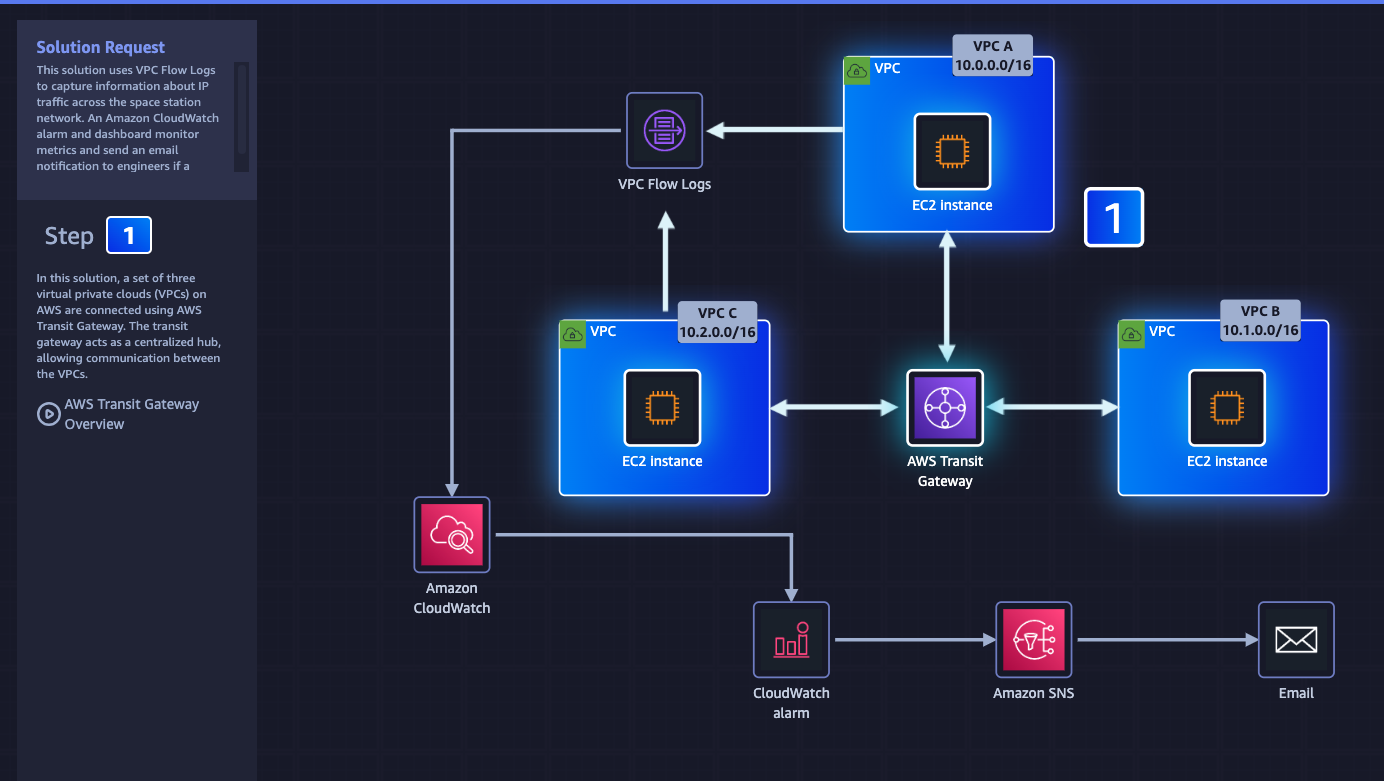 Solution Request
This solution uses VPC Flow Logs
to capture information about IP
traffic across the space station
network. An Amazon CloudWatch
alarm and dashboard monitor
metrics and send an email
notification to engineers if a
Step 1
In this solution, a set of three
virtual private clouds (VPCs) on
AWS are connected using AWS
Transit Gateway. The transit
gateway acts as a centralized hub,
allowing communication between
the VPCs.
AWS Transit Gateway
Overview
VPC A
10.0.0.0/16
VPC
EC2 instance
1
VPC Flow Logs
VPC C
10.2.0.0/16
VPC
EC2 instance
AWS Transit
Gateway
VPC B
10.1.0.0/16
VPC
EC2 instance
Amazon
CloudWatch
CloudWatch
alarm
Amazon SNS
Email